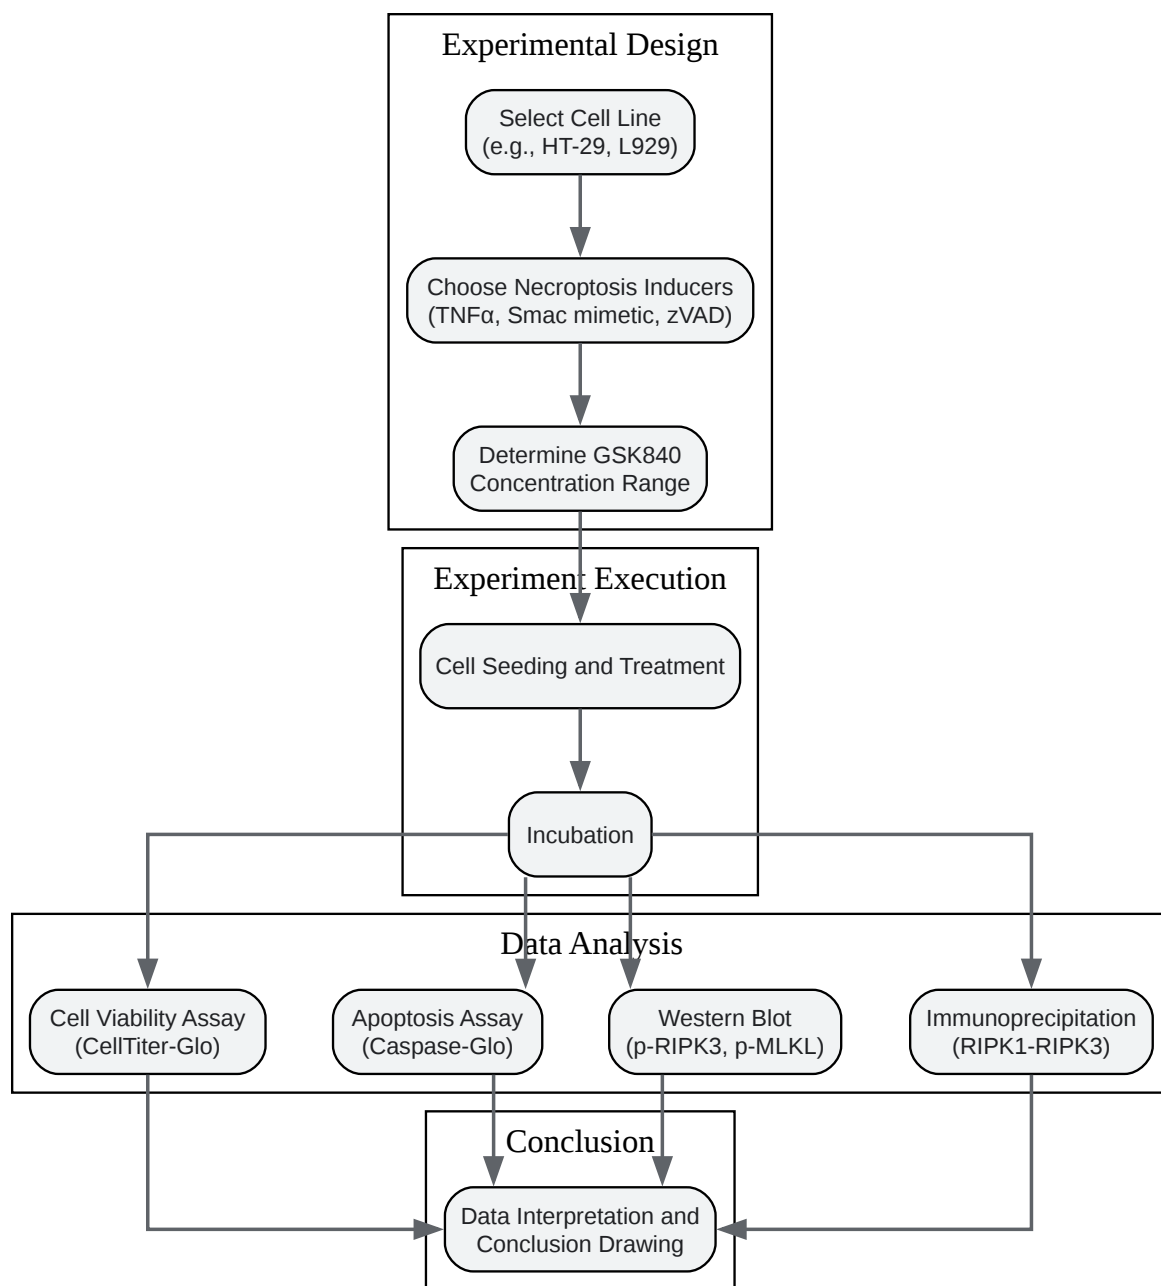 Experimental Design
Select Cell Line
(e.g., HT-29, L929)
Choose Necroptosis Inducers
(TNFα, Smac mimetic, zVAD)
Determine GSK840
Concentration Range
Experiment Execution
Cell Seeding and Treatment
Incubation
Data Analysis
Cell Viability Assay
(CellTiter-Glo)
Apoptosis Assay
(Caspase-Glo)
Western Blot
(p-RIPK3, p-MLKL)
Immunoprecipitation
(RIPK1-RIPK3)
Conclusion
Data Interpretation and
Conclusion Drawing